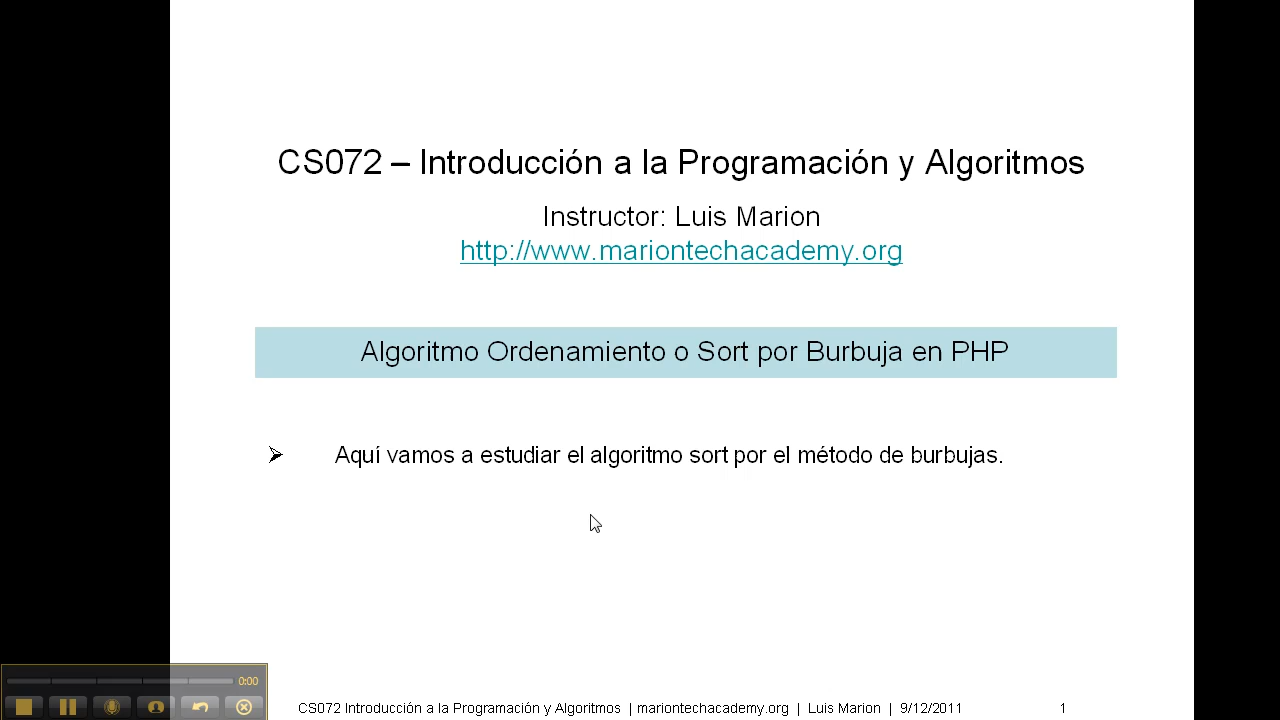 CS072 – Introducción a la Programación y Algoritmos
Instructor: Luis Marion
http://www.mariontechacademy.org
Algoritmo Ordenamiento o Sort por Burbuja en PHP
➢ Aquí vamos a estudiar el algoritmo sort por el método de burbujas.
0:00
CS072 Introducción a la Programación y Algoritmos | mariontechacademy.org | Luis Marion | 9/12/2011 1